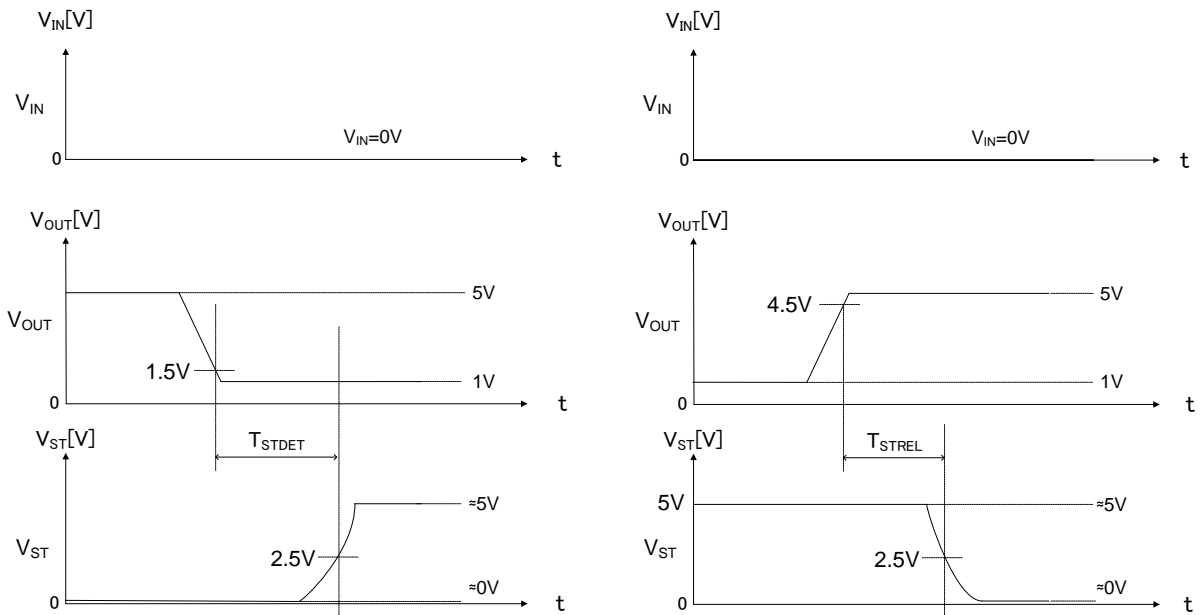 V_IN[V]
V_IN
V_IN=0V
0
t
V_OUT[V]
5V
V_OUT
1.5V
1V
0
t
V_ST[V]
T_STDET
≈5V
V_ST
2.5V
≈0V
0
t
V_IN[V]
V_IN
V_IN=0V
0
t
V_OUT[V]
4.5V
5V
V_OUT
1V
0
t
V_ST[V]
T_STREL
5V
≈5V
V_ST
2.5V
≈0V
0
t